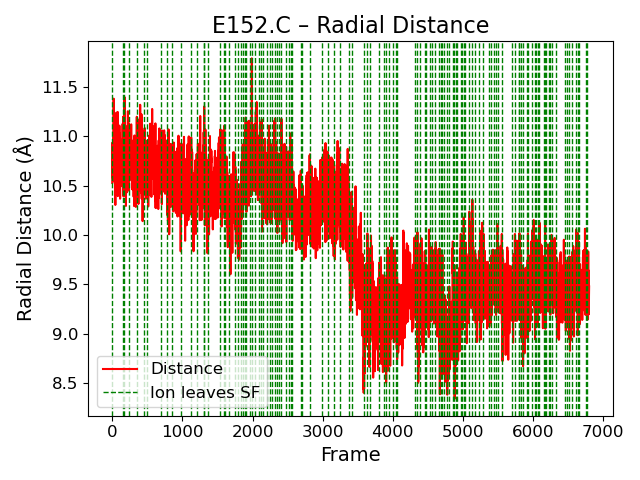 E152.C – Radial Distance
Radial Distance (Å)
11.5
11.0
10.5
10.0
9.5
9.0
8.5
Distance
Ion leaves SF
0 1000 2000 3000 4000 5000 6000 7000
Frame